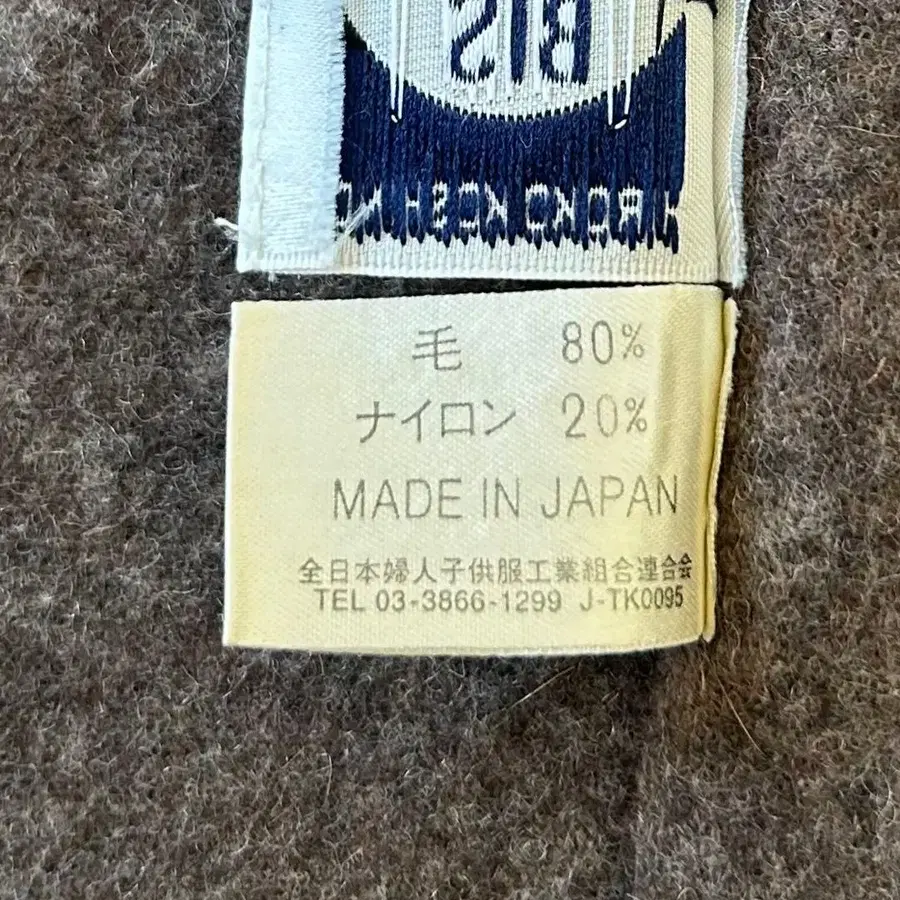 BIS
毛 80%
ナイロン 20%
MADE IN JAPAN
全日本婦人子供服工業組合連合会
TEL 03-3866-1299 J-TK0095